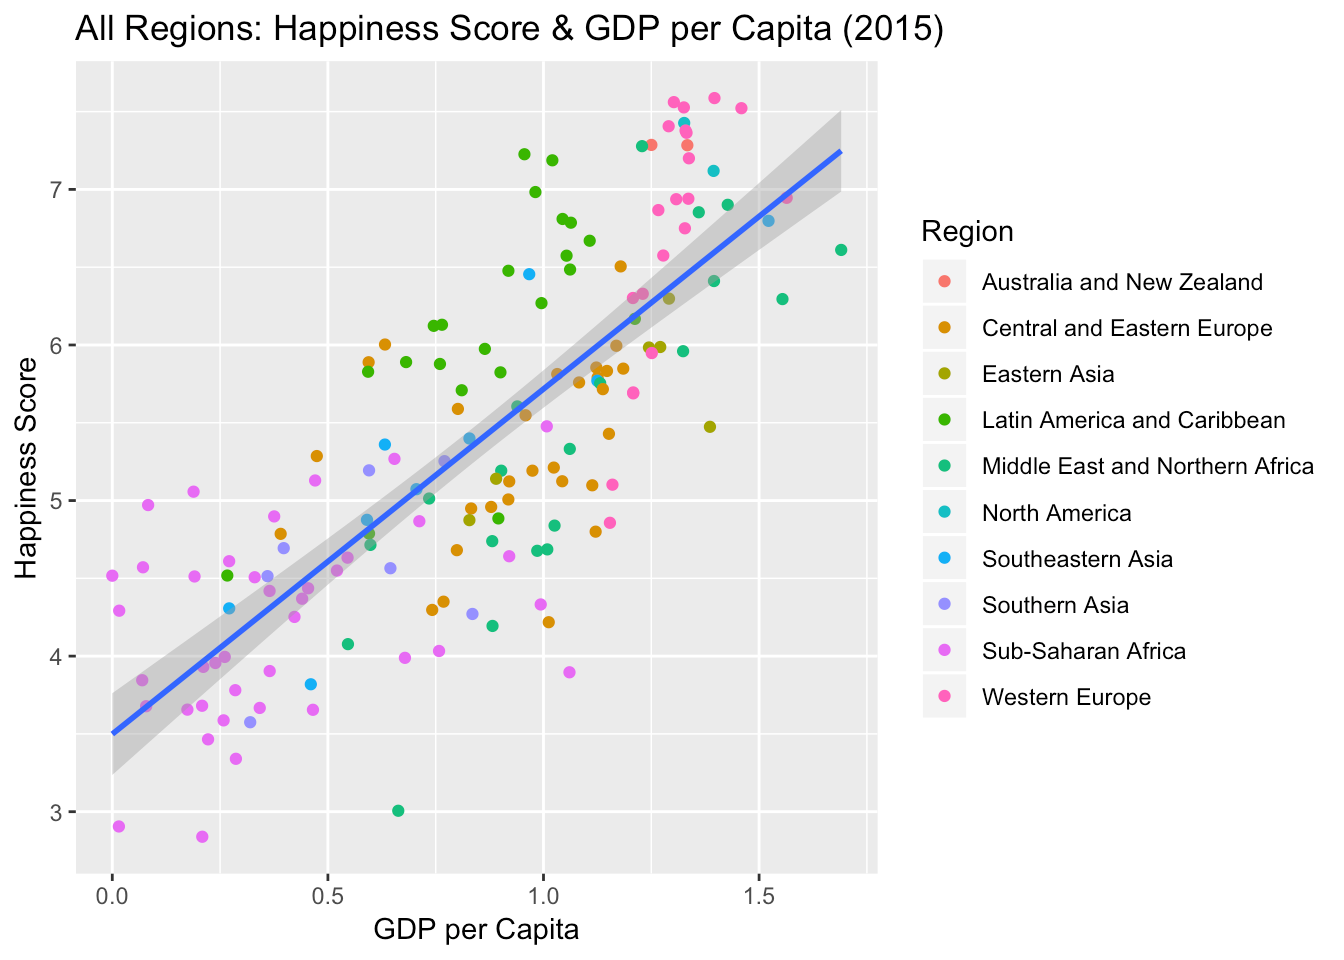 All Regions: Happiness Score & GDP per Capita (2015)
7
6
5
4
3
Happiness Score
0.0
0.5
1.0
1.5
GDP per Capita
Region
Australia and New Zealand
Central and Eastern Europe
Eastern Asia
Latin America and Caribbean
Middle East and Northern Africa
North America
Southeastern Asia
Southern Asia
Sub-Saharan Africa
Western Europe